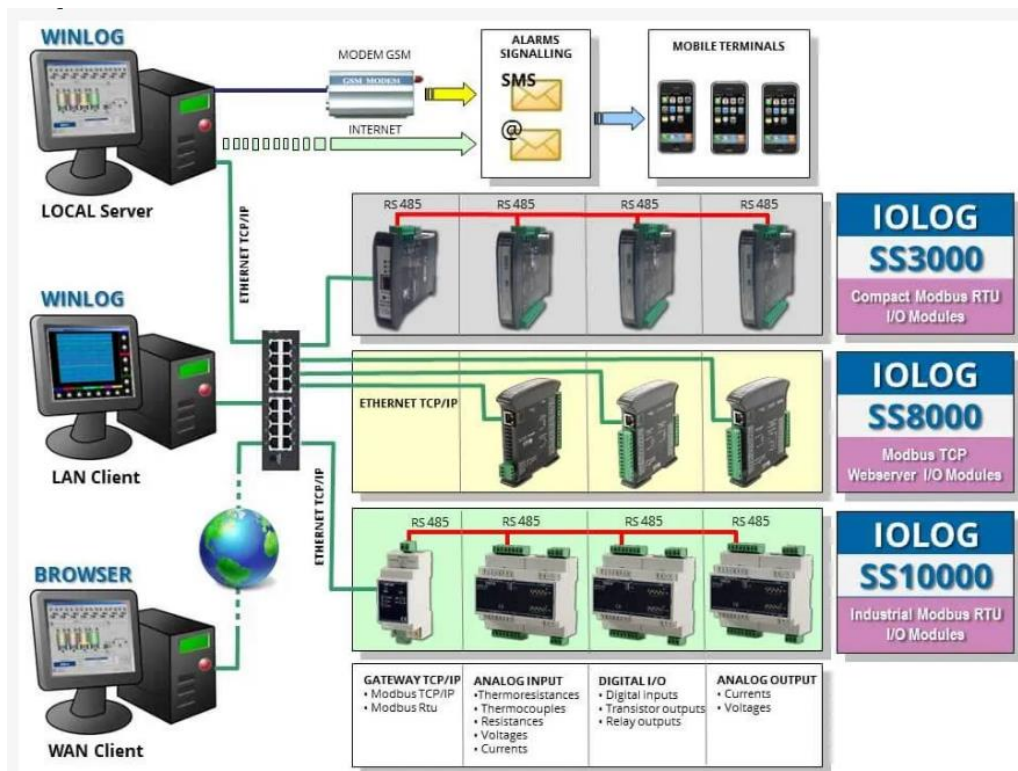 WINLOG
LOCAL Server
MODEM GSM
GSM MODEM
INTERNET
ALARMS
SIGNALLING
SMS
@
MOBILE TERMINALS
ETHERNET TCP/IP
RS 485
RS 485
RS 485
RS 485
IOLOG
SS3000
Compact Modbus RTU
I/O Modules
WINLOG
LAN Client
ETHERNET TCP/IP
IOLOG
SS8000
Modbus TCP
Webserver I/O Modules
ETHERNET TCP/IP
BROWSER
WAN Client
RS 485
RS 485
RS 485
RS 485
IOLOG
SS10000
Industrial Modbus RTU
I/O Modules
GATEWAY TCP/IP
• Modbus TCP/IP
• Modbus Rtu
ANALOG INPUT
•Thermoresistances
• Thermocouples
• Resistances
• Voltages
• Currents
DIGITAL I/O
• Digital inputs
• Transistor outputs
• Relay outputs
ANALOG OUTPUT
• Currents
• Voltages